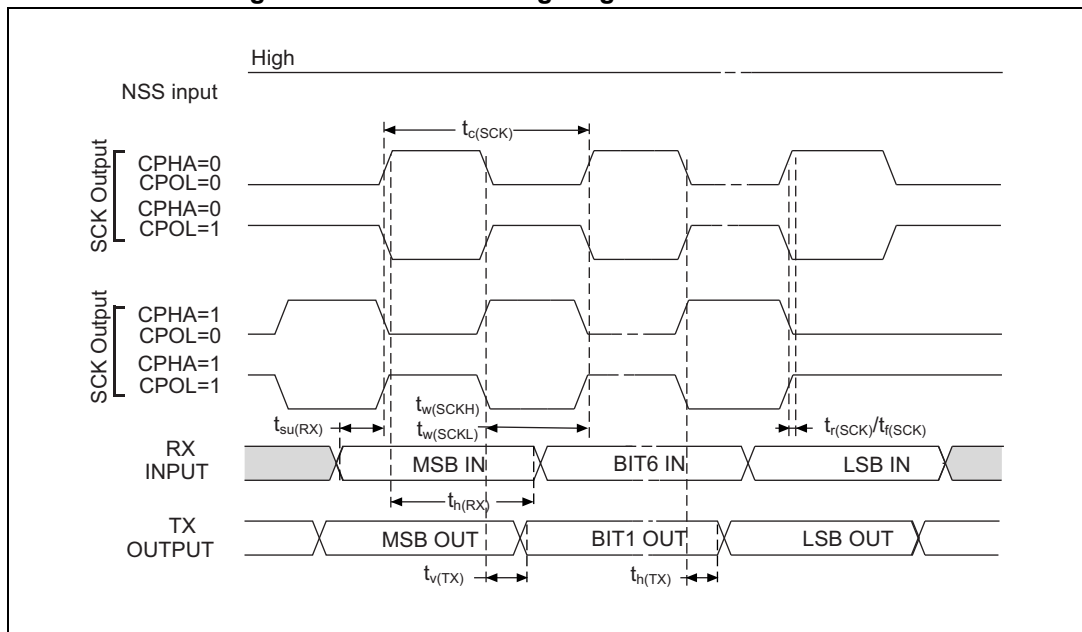 High
NSS input
tc(SCK)
SCK Output
CPHA=0
CPOL=0
CPHA=0
CPOL=1
SCK Output
CPHA=1
CPOL=0
CPHA=1
CPOL=1
tw(SCKH)
tw(SCKL)
tsu(RX)
tr(SCK)/tf(SCK)
RX
INPUT
MSB IN
BIT6 IN
LSB IN
th(RX)
TX
OUTPUT
MSB OUT
BIT1 OUT
LSB OUT
tv(TX)
th(TX)